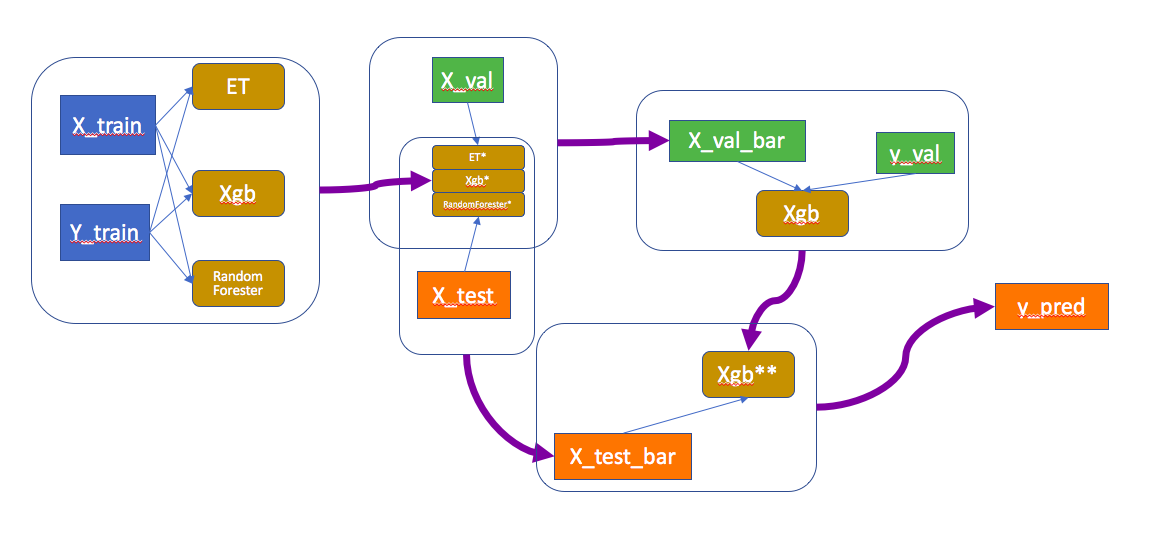 ET
X_train
Xgb
Y_train
Random
Forester
X_val
ET*
Xgb*
RandomForester*
X_test
X_val_bar
y_val
Xgb
Xgb**
X_test_bar
y_pred